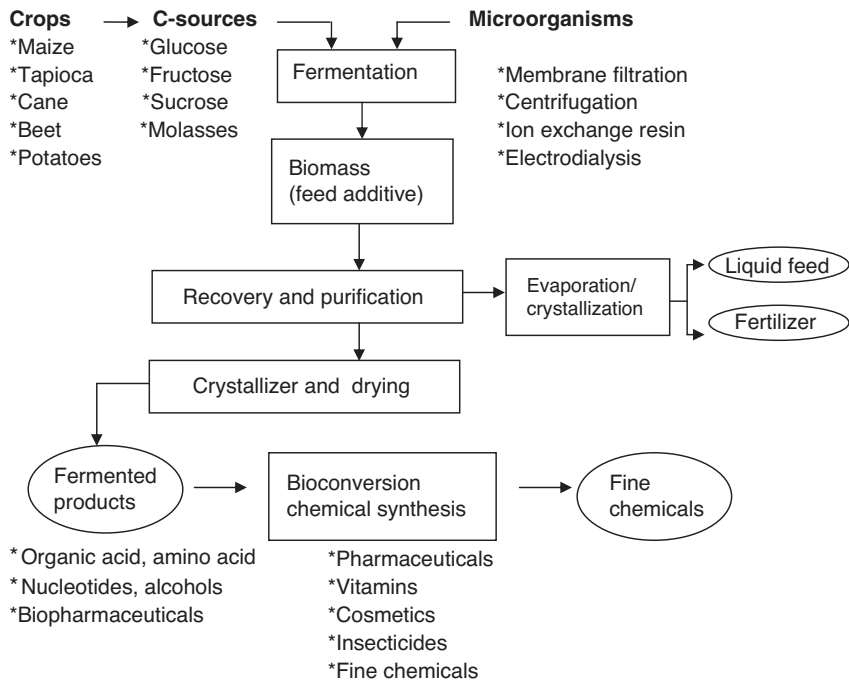 Crops
C-sources
Microorganisms
*Maize
*Tapioca
*Cane
*Beet
*Potatoes
*Glucose
*Fructose
*Sucrose
*Molasses
Fermentation
*Membrane filtration
*Centrifugation
*Ion exchange resin
*Electrodialysis
Biomass
(feed additive)
Recovery and purification
Evaporation/
crystallization
Liquid feed
Fertilizer
Crystallizer and drying
Fermented
products
Bioconversion
chemical synthesis
Fine
chemicals
*Organic acid, amino acid
*Nucleotides, alcohols
*Biopharmaceuticals
*Pharmaceuticals
*Vitamins
*Cosmetics
*Insecticides
*Fine chemicals